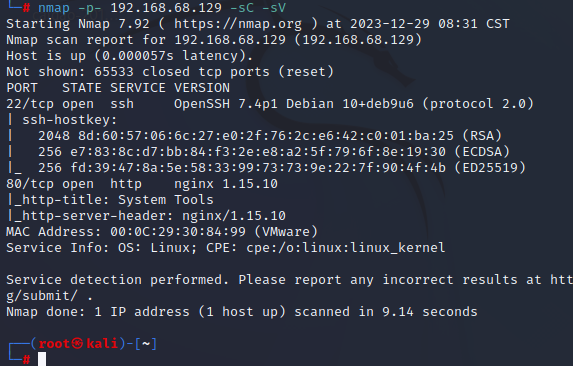 └─# nmap -p- 192.168.68.129 -sC -sV
Starting Nmap 7.92 ( https://nmap.org ) at 2023-12-29 08:31 CST
Nmap scan report for 192.168.68.129 (192.168.68.129)
Host is up (0.000057s latency).
Not shown: 65533 closed tcp ports (reset)
PORT   STATE SERVICE VERSION
22/tcp open  ssh     OpenSSH 7.4p1 Debian 10+deb9u6 (protocol 2.0)
| ssh-hostkey:
|   2048 8d:60:57:06:6c:27:e0:2f:76:2c:e6:42:c0:01:ba:25 (RSA)
|   256 e7:83:8c:d7:bb:84:f3:2e:e8:a2:5f:79:6f:8e:19:30 (ECDSA)
|_  256 fd:39:47:8a:5e:58:33:99:73:73:9e:22:7f:90:4f:4b (ED25519)
80/tcp open  http    nginx 1.15.10
|_http-title: System Tools
|_http-server-header: nginx/1.15.10
MAC Address: 00:0C:29:30:84:99 (VMware)
Service Info: OS: Linux; CPE: cpe:/o:linux:linux_kernel

Service detection performed. Please report any incorrect results at htt
g/submit/ .
Nmap done: 1 IP address (1 host up) scanned in 9.14 seconds

┌──(root㉿kali)-[~]
└─#